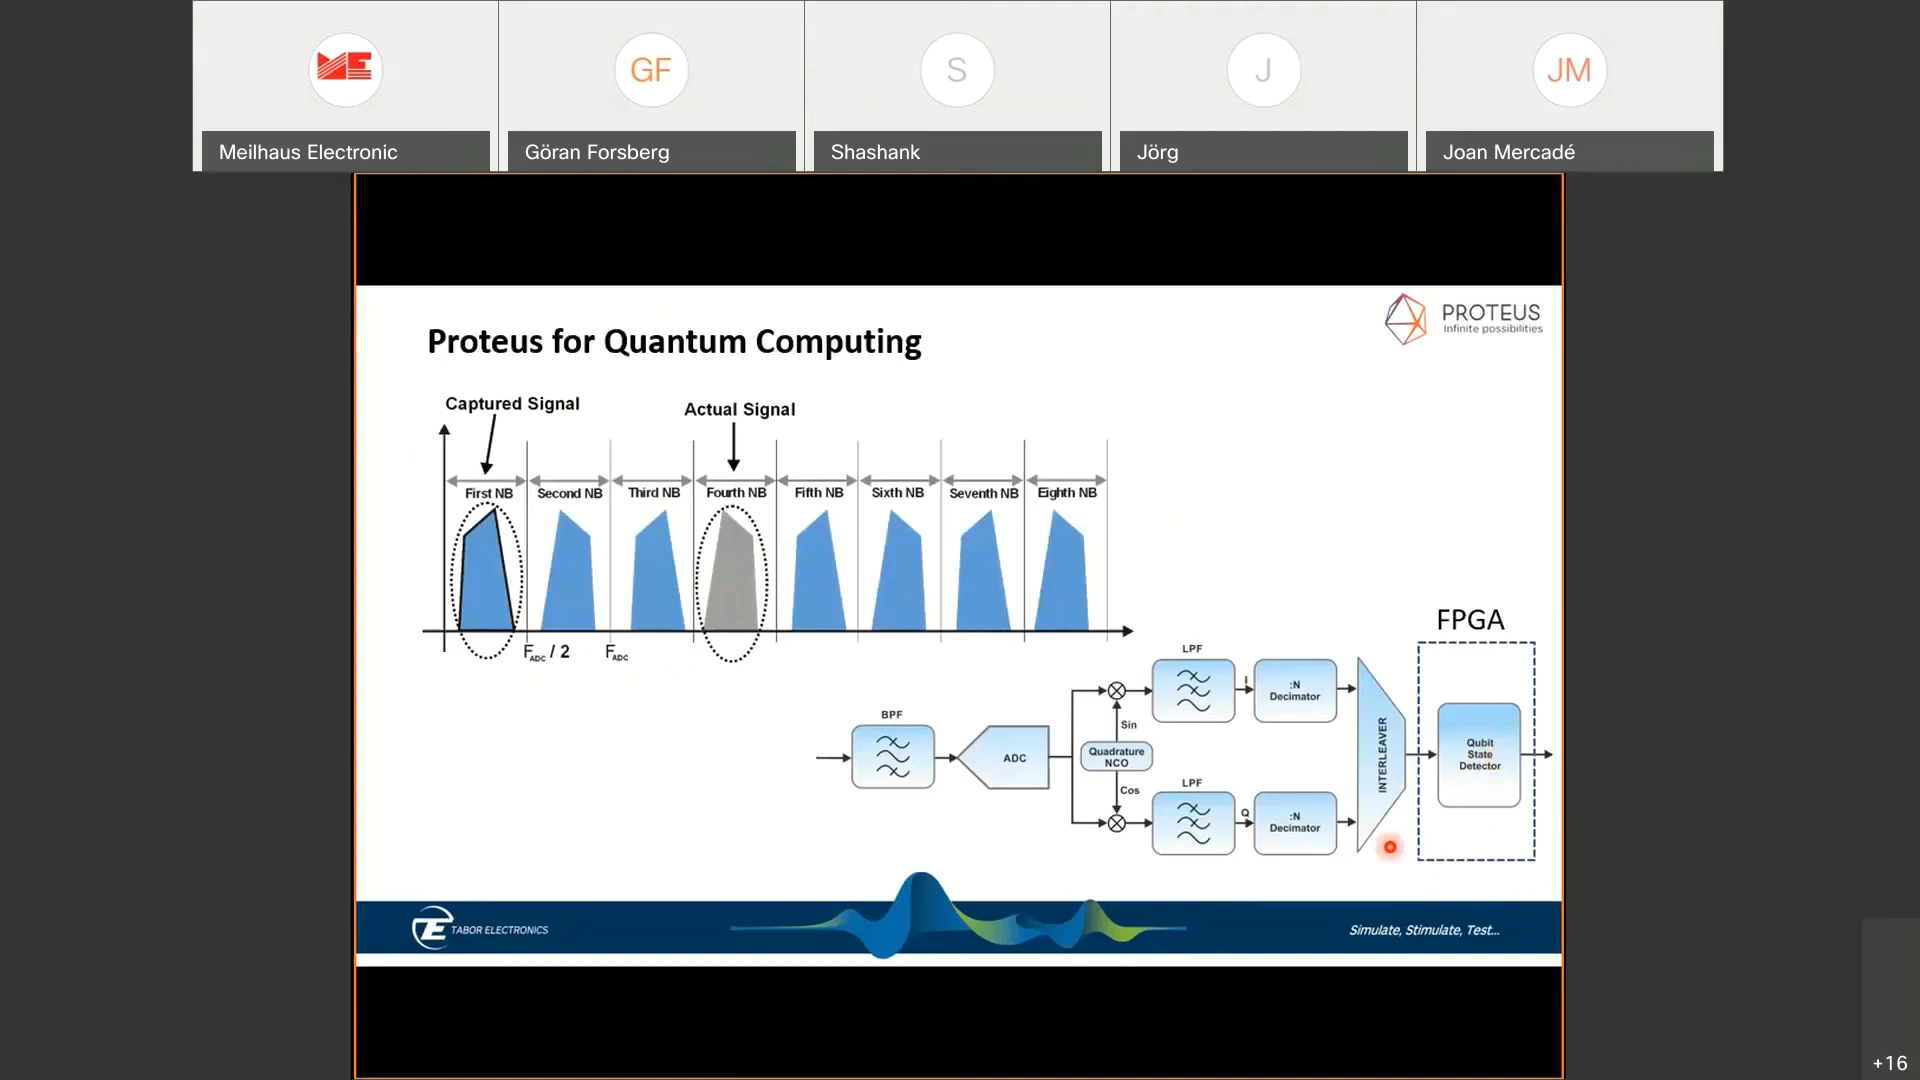 GF
S
J
JM
Meilhaus Electronic
Göran Forsberg
Shashank
Jörg
Joan Mercadé
PROTEUS
Infinite possibilities
Proteus for Quantum Computing
Captured Signal
Actual Signal
First NB
Second NB
Third NB
Fourth NB
Fifth NB
Sixth NB
Seventh NB
Eighth NB
FADC / 2
FADC
FPGA
BPF
ADC
Sin
Quadrature
NCO
Cos
LPF
I
:N
Decimator
LPF
Q
:N
Decimator
INTERLEAVER
Qubit
State
Detector
TE
TABOR ELECTRONICS
Simulate, Stimulate, Test...
+16